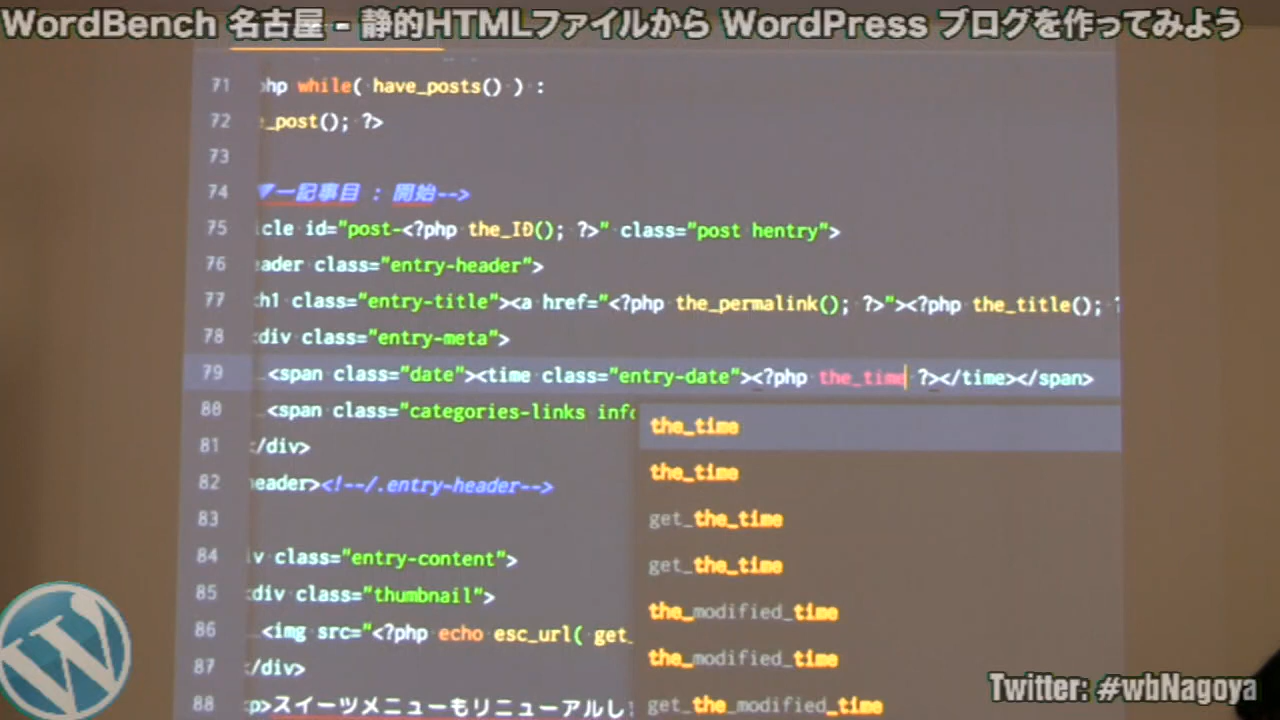 WordBench 名古屋 - 静的HTMLファイルから WordPress ブログを作ってみよう
71 hp while( have_posts() ) :
72 _post(); ?>
73
74 ▼一記事目 : 開始-->
75 icle id="post-<?php the_ID(); ?>" class="post hentry">
76 eader class="entry-header">
77 <h1 class="entry-title"><a href="<?php the_permalink(); ?>"><?php the_title(); ?
78 <div class="entry-meta">
79 <span class="date"><time class="entry-date"><?php the_time ?></time></span>
80 <span class="categories-links info
the_time
81 </div>
the_time
82 header><!--/.entry-header-->
83
get_the_time
84 iv class="entry-content">
get_the_time
85 <div class="thumbnail">
the_modified_time
86 <img src="<?php echo esc_url( get_
87 </div>
the_modified_time
88 <p>スイーツメニューもリニューアルし
get_the_modified_time
Twitter: #wbNagoya